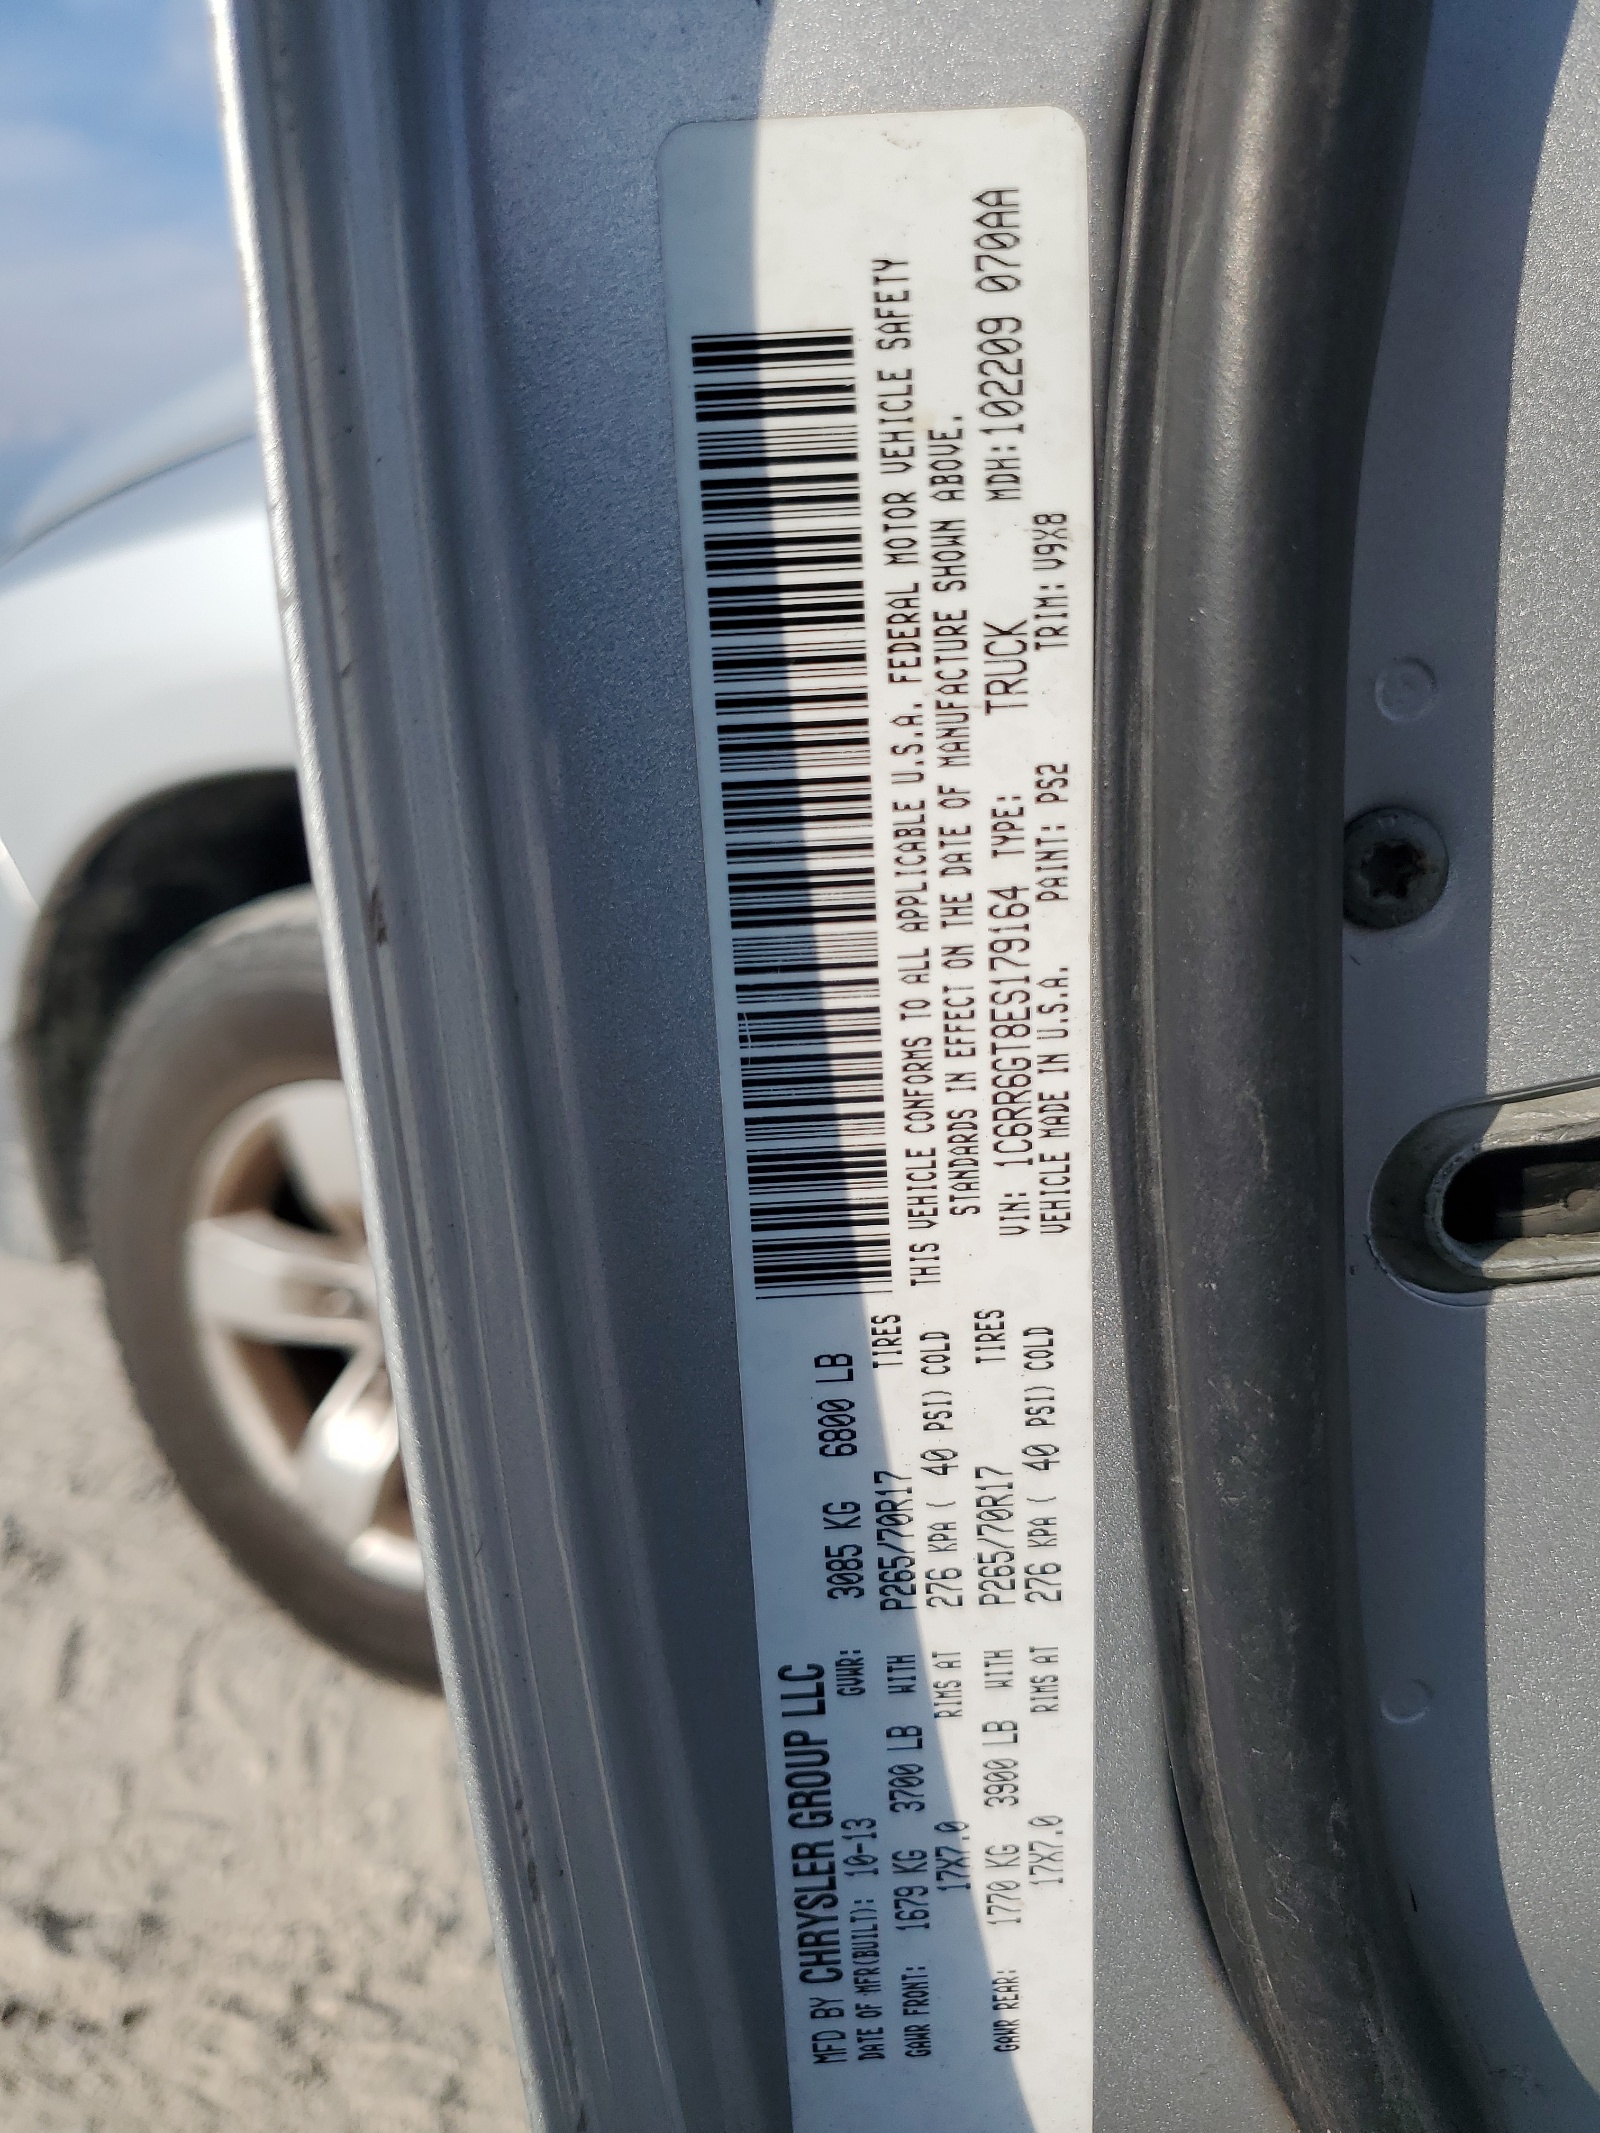 MFD BY CHRYSLER GROUP LLC
DATE OF MFR(BUILT): 10-13 GVWR: 3085 KG 6800 LB
GAWR FRONT: 1679 KG 3700 LB WITH P265/70R17 TIRES
17X7.0 RIMS AT 276 KPA ( 40 PSI) COLD
GAWR REAR: 1770 KG 3900 LB WITH P265/70R17 TIRES
17X7.0 RIMS AT 276 KPA ( 40 PSI) COLD
THIS VEHICLE CONFORMS TO ALL APPLICABLE U.S.A. FEDERAL MOTOR VEHICLE SAFETY
STANDARDS IN EFFECT ON THE DATE OF MANUFACTURE SHOWN ABOVE.
VIN: 1C6RR6GT8ES179164 TYPE: TRUCK MDH:102209 070AA
VEHICLE MADE IN U.S.A. PAINT: PS2 TRIM: V9X8